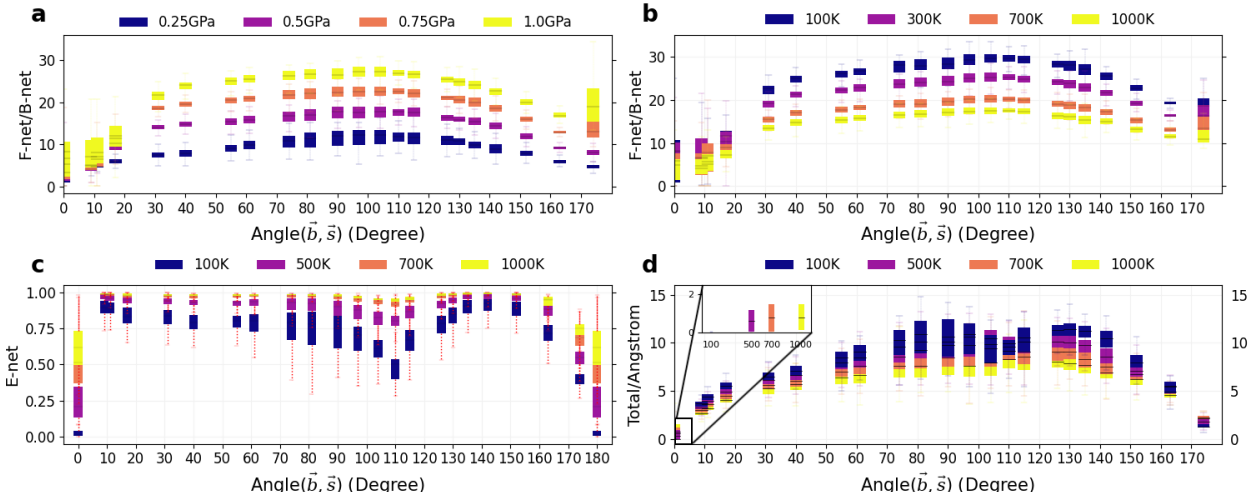 a
0.25GPa 0.5GPa 0.75GPa 1.0GPa
F-net/B-net
30
20
10
0
0 10 20 30 40 50 60 70 80 90 100 110 120 130 140 150 160 170
Angle(b⃗, s⃗) (Degree)
b
100K 300K 700K 1000K
F-net/B-net
30
20
10
0
0 10 20 30 40 50 60 70 80 90 100 110 120 130 140 150 160 170
Angle(b⃗, s⃗) (Degree)
c
100K 500K 700K 1000K
E-net
1.00
0.75
0.50
0.25
0.00
0 10 20 30 40 50 60 70 80 90 100 110 120 130 140 150 160 170 180
Angle(b⃗, s⃗) (Degree)
d
100K 500K 700K 1000K
Total/Angstrom
15
10
5
0
2
0
100 500 700 1000
15
10
5
0
0 10 20 30 40 50 60 70 80 90 100 110 120 130 140 150 160 170
Angle(b⃗, s⃗) (Degree)